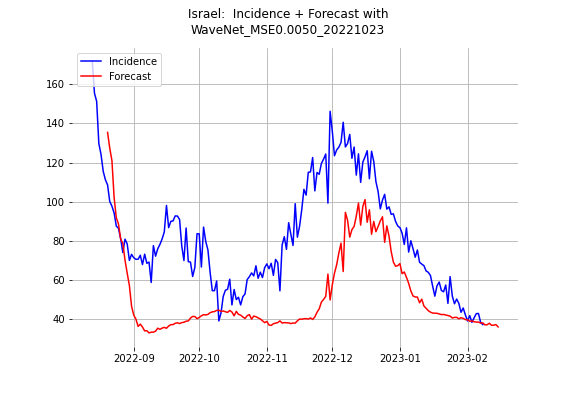 Israel:  Incidence + Forecast with
WaveNet_MSE0.0050_20221023
Incidence
Forecast
160
140
120
100
80
60
40
2022-09 2022-10 2022-11 2022-12 2023-01 2023-02